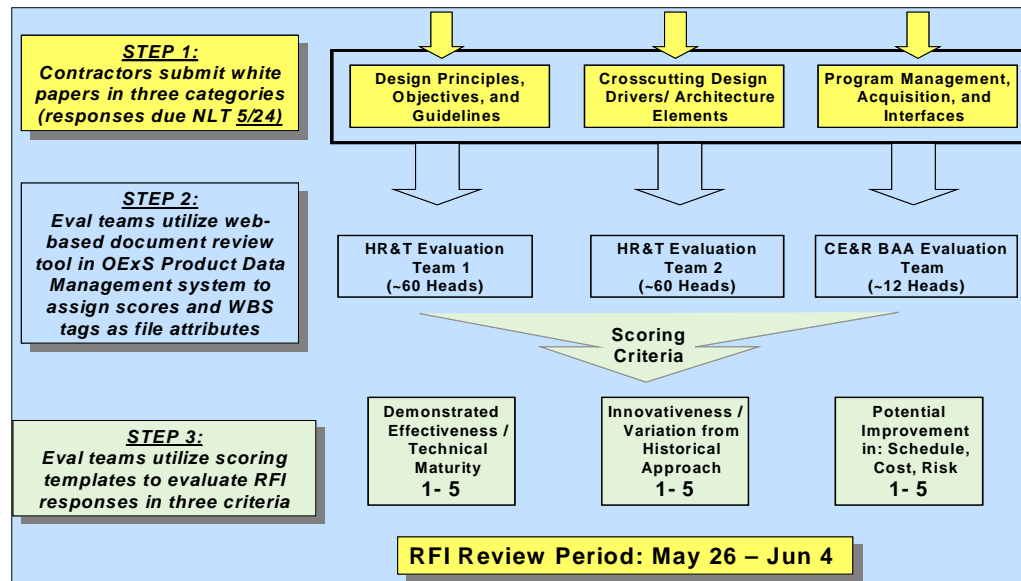 STEP 1:
Contractors submit white
papers in three categories
(responses due NLT 5/24)
Design Principles,
Objectives, and
Guidelines
Crosscutting Design
Drivers/ Architecture
Elements
Program Management,
Acquisition, and
Interfaces
STEP 2:
Eval teams utilize web-
based document review
tool in OExS Product Data
Management system to
assign scores and WBS
tags as file attributes
HR&T Evaluation
Team 1
(~60 Heads)
HR&T Evaluation
Team 2
(~60 Heads)
CE&R BAA Evaluation
Team
(~12 Heads)
Scoring
Criteria
STEP 3:
Eval teams utilize scoring
templates to evaluate RFI
responses in three criteria
Demonstrated
Effectiveness /
Technical
Maturity
1- 5
Innovativeness /
Variation from
Historical
Approach
1- 5
Potential
Improvement
in: Schedule,
Cost, Risk
1- 5
RFI Review Period: May 26 – Jun 4